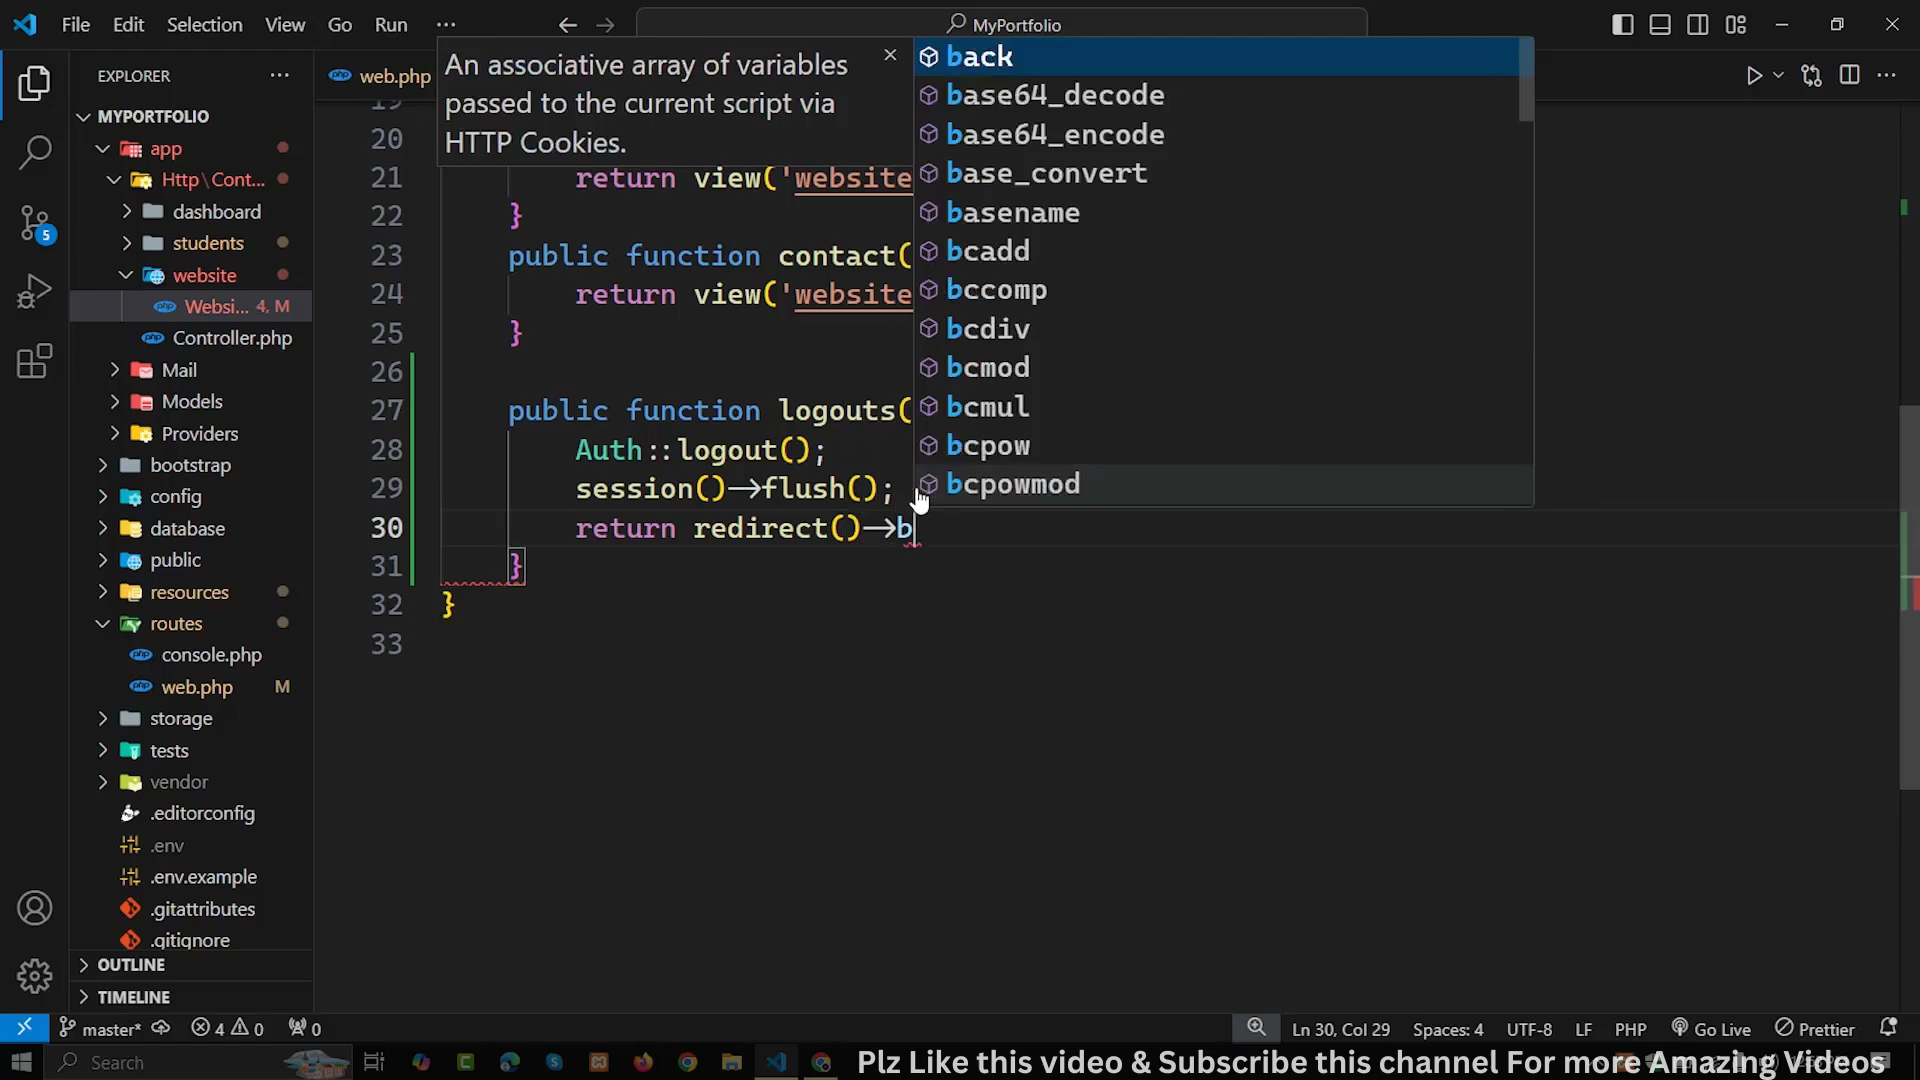 File Edit Selection View Go Run ···
MyPortfolio
EXPLORER
MYPORTFOLIO
app
Http\Cont...
dashboard
students
website
Websi... 4, M
Controller.php
Mail
Models
Providers
bootstrap
config
database
public
resources
routes
console.php
web.php M
storage
tests
vendor
.editorconfig
.env
.env.example
.gitattributes
.gitignore
OUTLINE
TIMELINE
web.php
An associative array of variables
passed to the current script via
HTTP Cookies.
back
base64_decode
base64_encode
base_convert
basename
bcadd
bccomp
bcdiv
bcmod
bcmul
bcpow
bcpowmod
19
20
21 return view('website
22 }
23 public function contact(
24 return view('website
25 }
26
27 public function logouts(
28 Auth::logout();
29 session()->flush();
30 return redirect()->b
31 }
32 }
33
5
master* 4 0 0
Ln 30, Col 29 Spaces: 4 UTF-8 LF PHP Go Live Prettier
Search
Plz Like this video & Subscribe this channel For more Amazing Videos